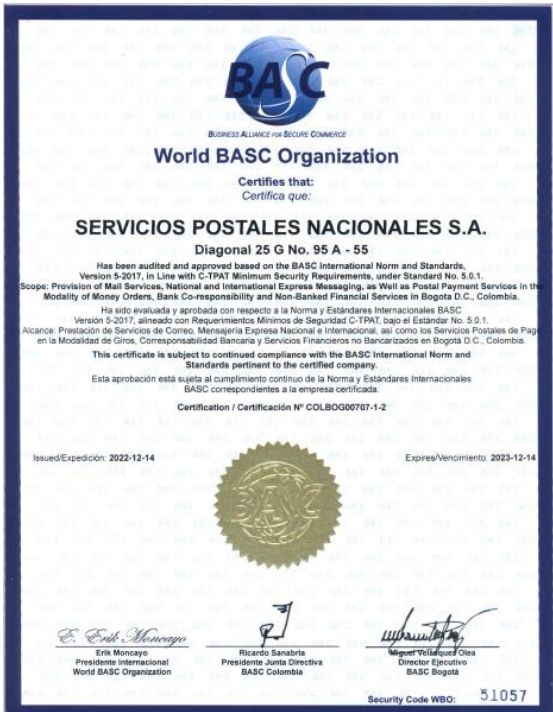 BASC
BUSINESS ALLIANCE FOR SECURE COMMERCE
World BASC Organization
Certifies that:
Certifica que:
SERVICIOS POSTALES NACIONALES S.A.
Diagonal 25 G No. 95 A - 55
Has been audited and approved based on the BASC International Norm and Standards,
Version 5-2017, in Line with C-TPAT Minimum Security Requirements, under Standard No. 5.0.1.
Scope: Provision of Mail Services, National and International Express Messaging, as Well as Postal Payment Services in the
Modality of Money Orders, Bank Co-responsibility and Non-Banked Financial Services in Bogota D.C., Colombia.
Ha sido evaluada y aprobada con respecto a la Norma y Estándares Internacionales BASC
Versión 5-2017, alineado con Requerimientos Mínimos de Seguridad C-TPAT, bajo el Estándar No. 5.0.1.
Alcance: Prestación de Servicios de Correo, Mensajería Expresa Nacional e Internacional, así como los Servicios Postales de Pago
en la Modalidad de Giros, Corresponsabilidad Bancaria y Servicios Financieros no Bancarizados en Bogotá D.C., Colombia.
This certificate is subject to continued compliance with the BASC International Norm and
Standards pertinent to the certified company.
Esta aprobación está sujeta al cumplimiento continuo de la Norma y Estándares Internacionales
BASC correspondientes a la empresa certificada.
Certification / Certificación N° COLBOG00707-1-2
Issued/Expedición: 2022-12-14
Expires/Vencimiento: 2023-12-14
BASC
E. Erik Moncayo
Erik Moncayo
Presidente Internacional
World BASC Organization
Ricardo Sanabria
Presidente Junta Directiva
BASC Colombia
Miguel Velásquez Olea
Director Ejecutivo
BASC Bogotá
Security Code WBO: 51057